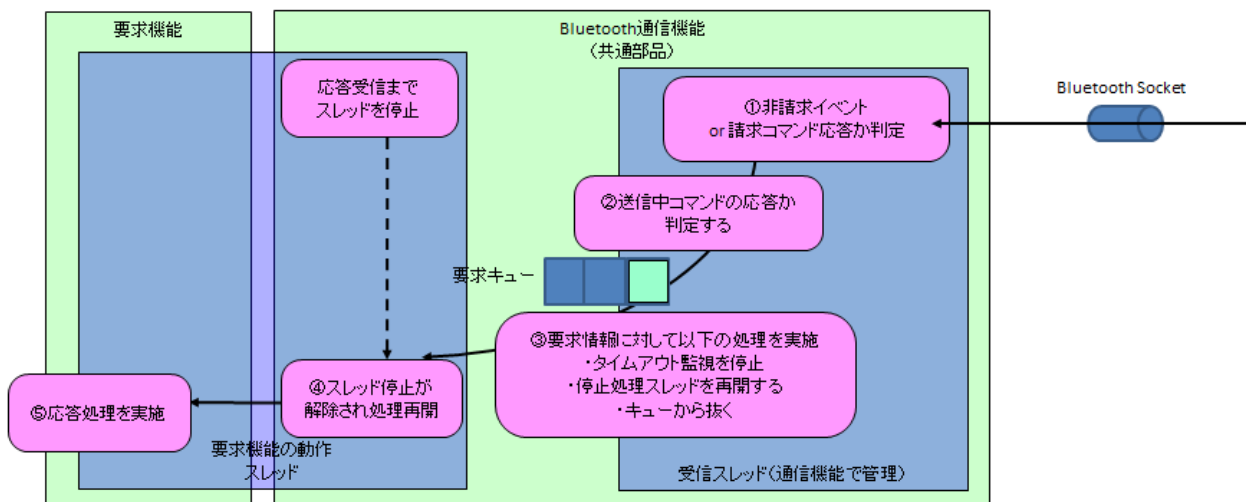 要求機能
Bluetooth通信機能
（共通部品）
応答受信まで
スレッドを停止
①非請求イベント
or 請求コマンド応答か判定
Bluetooth Socket
②送信中コマンドの応答か
判定する
要求キュー
③要求情報に対して以下の処理を実施
・タイムアウト監視を停止
・停止処理スレッドを再開する
・キューから抜く
④スレッド停止が
解除され処理再開
⑤応答処理を実施
要求機能の動作
スレッド
受信スレッド（通信機能で管理）